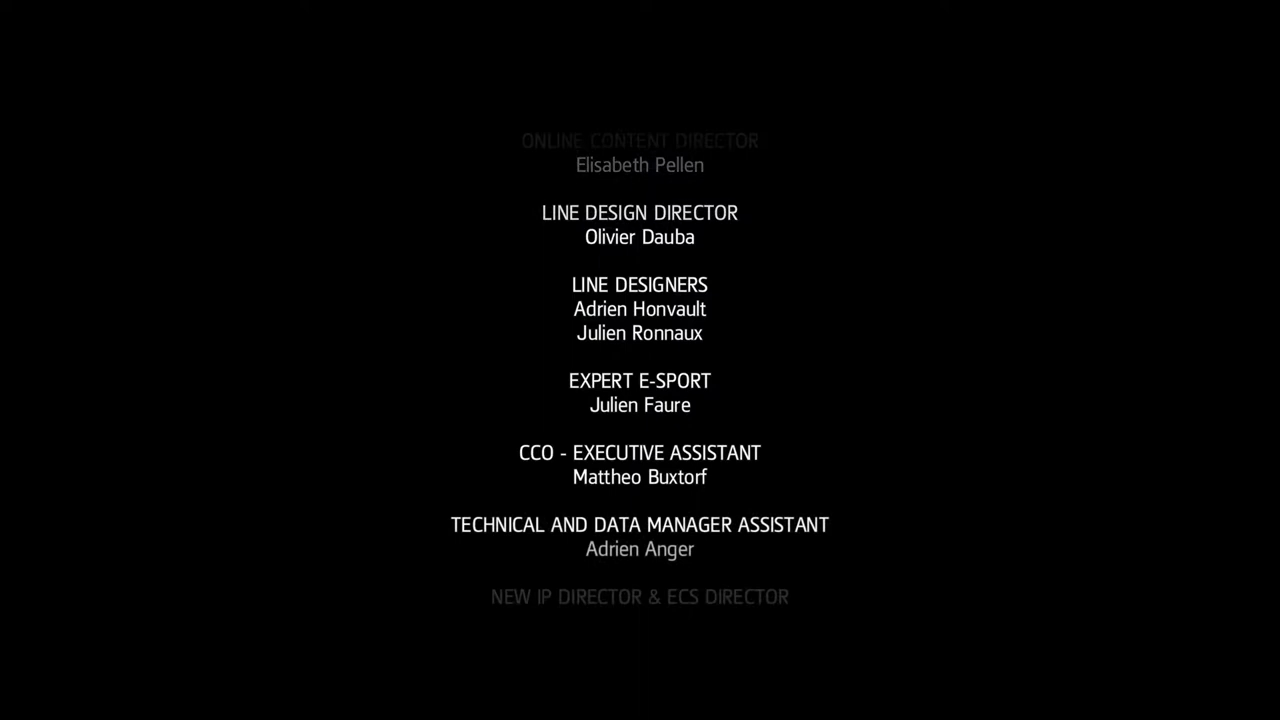 ONLINE CONTENT DIRECTOR
Elisabeth Pellen
LINE DESIGN DIRECTOR
Olivier Dauba
LINE DESIGNERS
Adrien Honvault
Julien Ronnaux
EXPERT E-SPORT
Julien Faure
CCO - EXECUTIVE ASSISTANT
Mattheo Buxtorf
TECHNICAL AND DATA MANAGER ASSISTANT
Adrien Anger
NEW IP DIRECTOR & ECS DIRECTOR